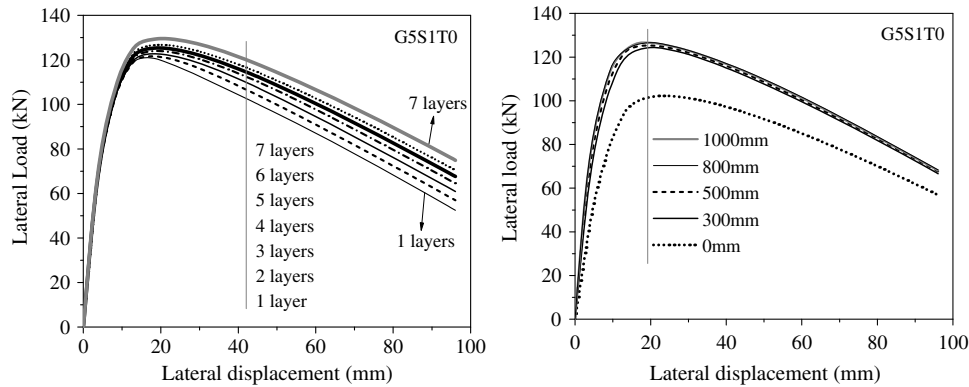 140
120
100
80
60
40
20
0
Lateral Load (kN)
G5S1T0
7 layers
7 layers
6 layers
5 layers
4 layers
3 layers
2 layers
1 layer
1 layers
0 20 40 60 80 100
Lateral displacement (mm)
140
120
100
80
60
40
20
0
Lateral load (kN)
G5S1T0
1000mm
800mm
500mm
300mm
0mm
0 20 40 60 80 100
Lateral displacement (mm)